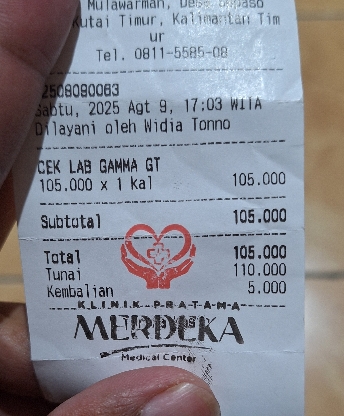 Mulawarman, Desa
Kutai Timur, Kalimantan Tim
ur
Tel. 0811-5585-08
2508080063
Sabtu, 2025 Agt 9, 17:03 WITA
Dilayani oleh Widia Tonno
CEK LAB GAMMA GT
105.000 x 1 kal 105.000
Subtotal 105.000
Total 105.000
Tunai 110.000
Kembalian 5.000
KLINIK PRATAMA
MERDEKA
Medical Center